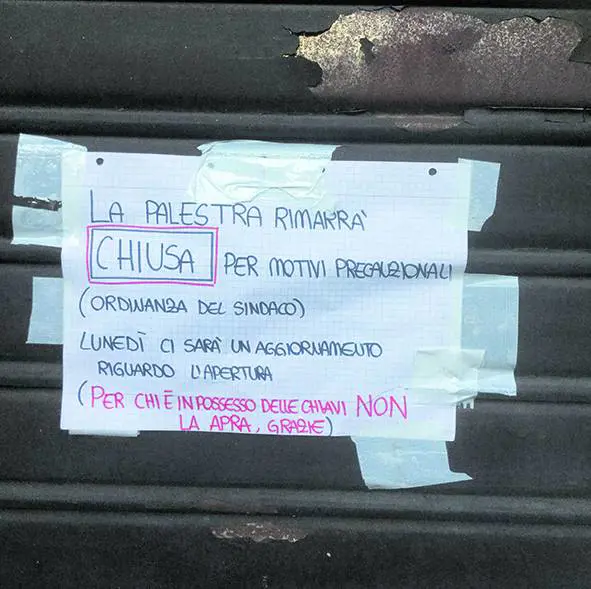 LA PALESTRA RIMARRÀ
CHIUSA PER MOTIVI PRECAUZIONALI
(ORDINANZA DEL SINDACO)
LUNEDÌ CI SARÀ UN AGGIORNAMENTO
RIGUARDO L'APERTURA
(PER CHI È IN POSSESSO DELLE CHIAVI NON
LA APRA, GRAZIE)